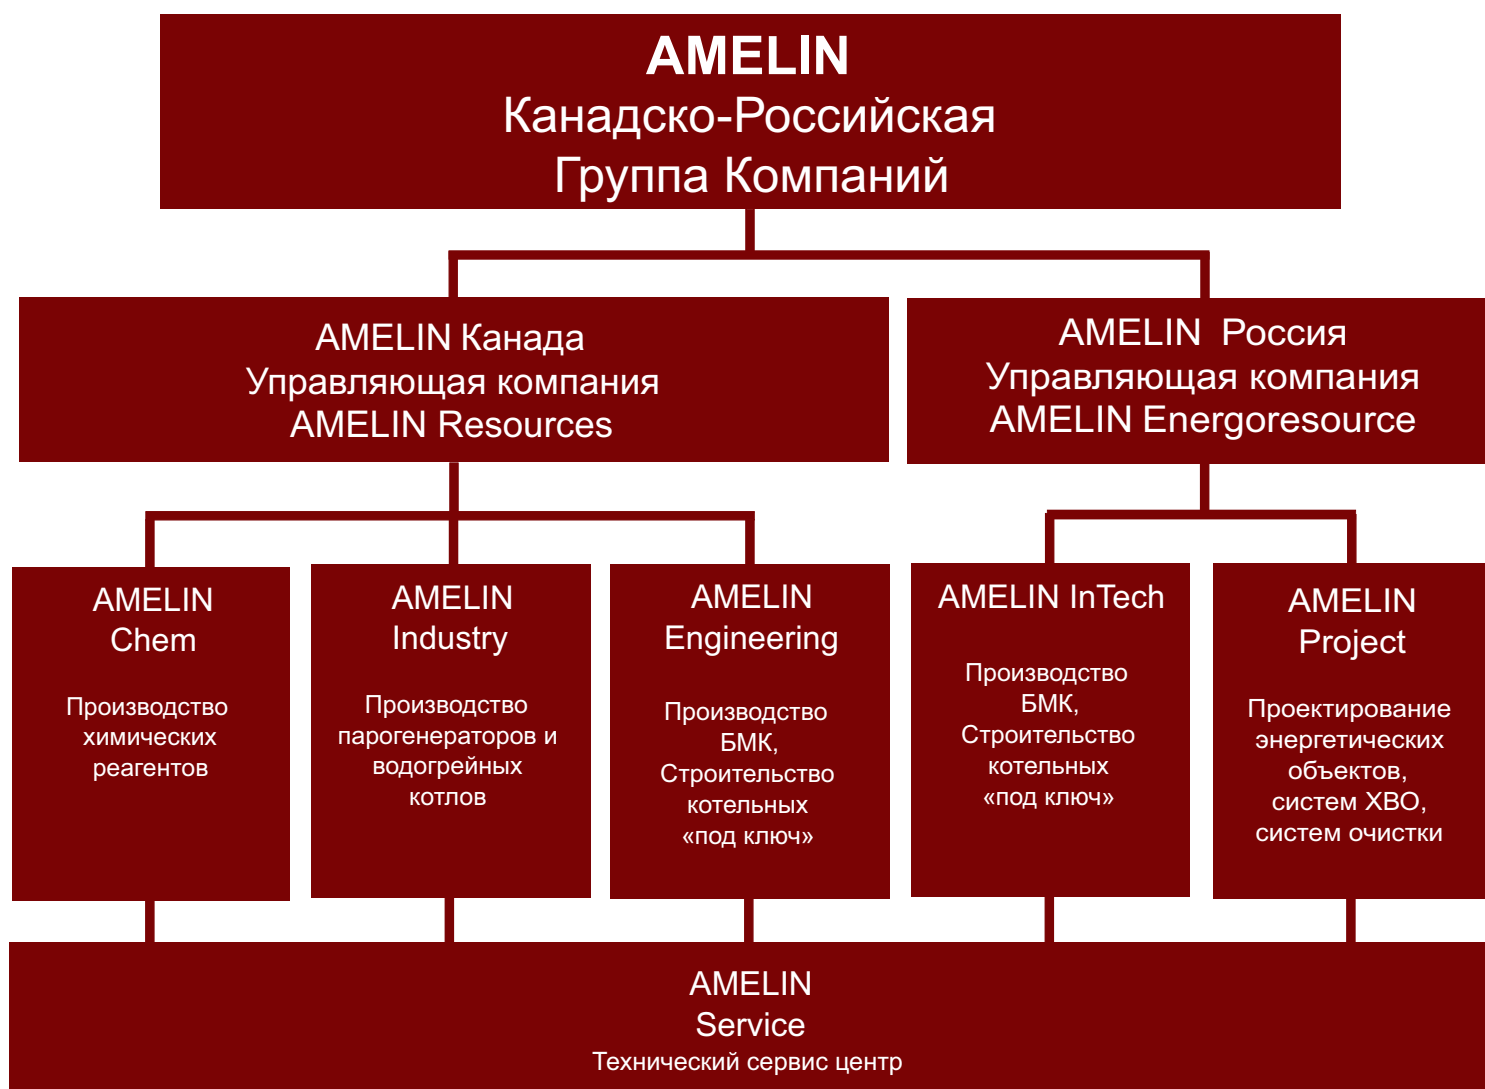 AMELIN
Канадско-Российская
Группа Компаний
AMELIN Канада
Управляющая компания
AMELIN Resources
AMELIN Россия
Управляющая компания
AMELIN Energoresource
AMELIN
Chem
Производство
химических
реагентов
AMELIN
Industry
Производство
парогенераторов и
водогрейных
котлов
AMELIN
Engineering
Производство
БМК,
Строительство
котельных
«под ключ»
AMELIN InTech
Производство
БМК,
Строительство
котельных
«под ключ»
AMELIN
Project
Проектирование
энергетических
объектов,
систем ХВО,
систем очистки
AMELIN
Service
Технический сервис центр